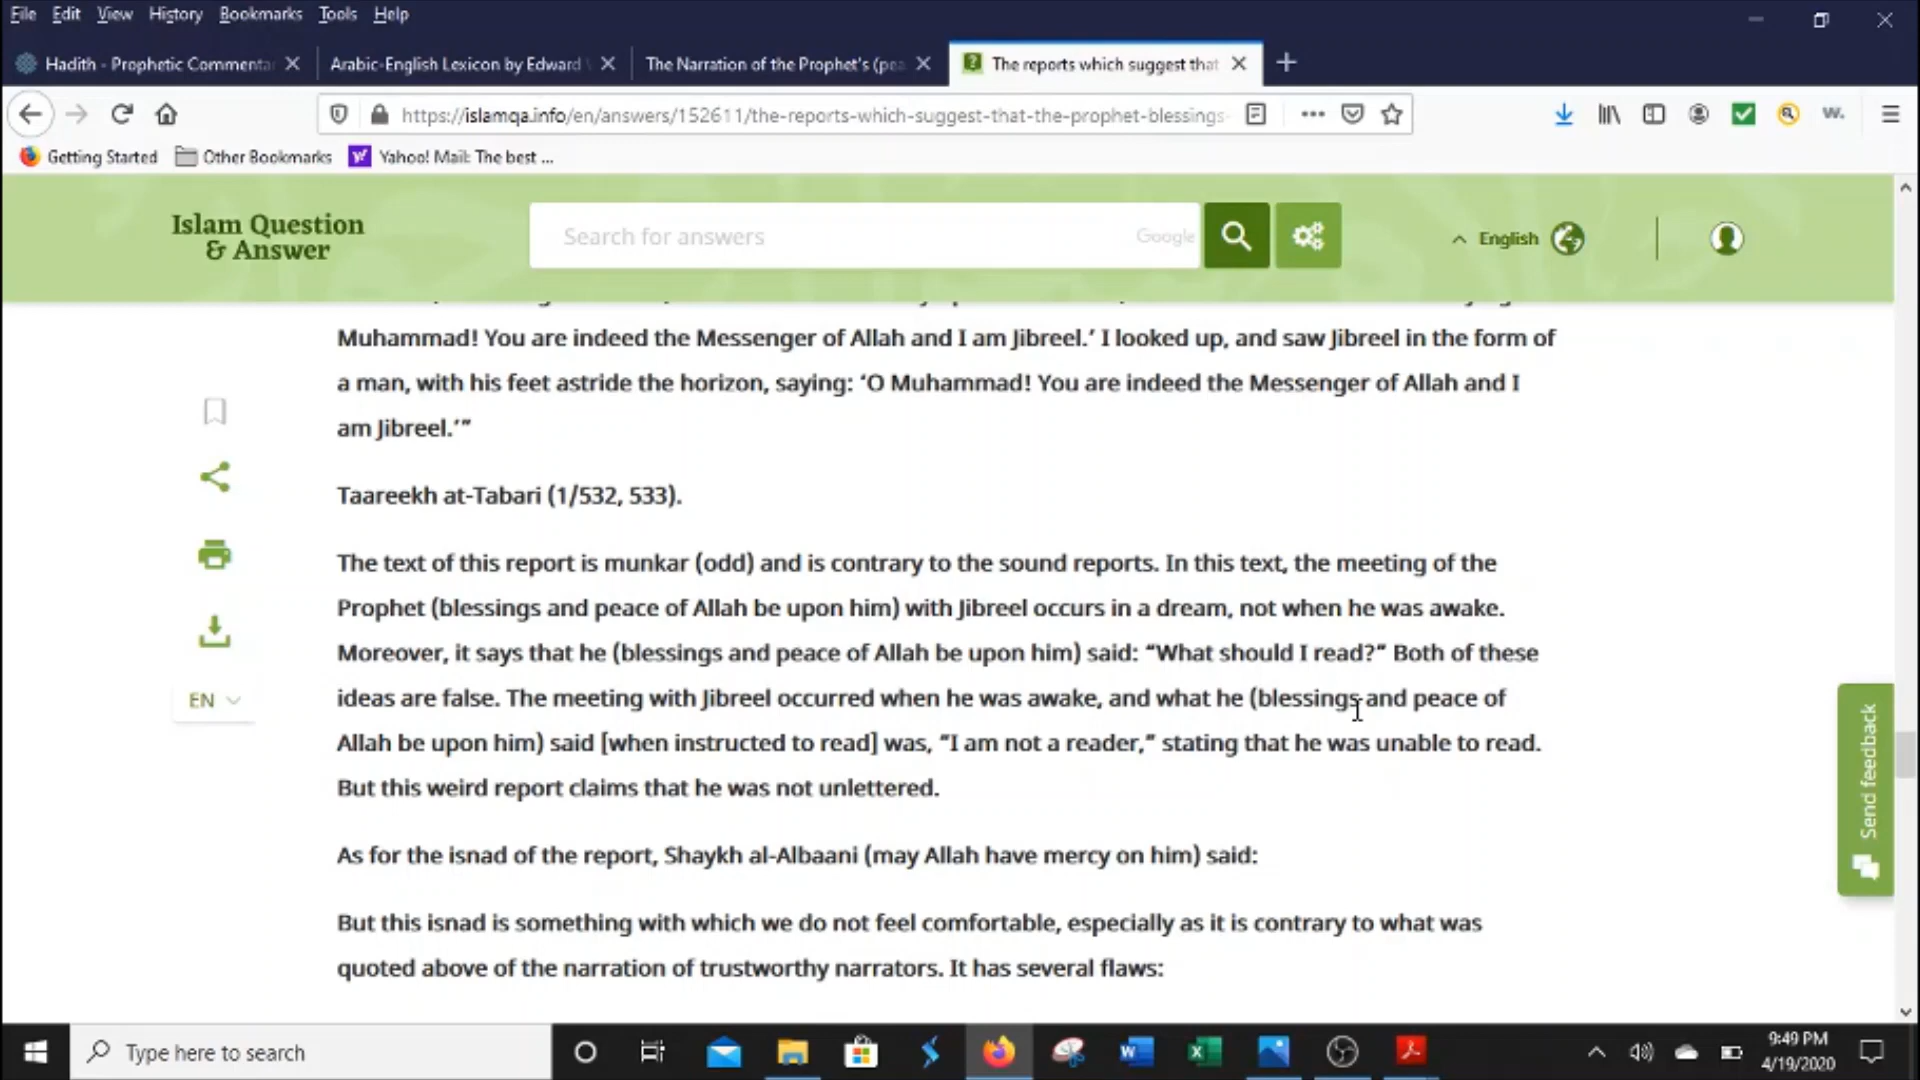 File Edit View History Bookmarks Tools Help
Hadith - Prophetic Commenta
Arabic-English Lexicon by Edward
The Narration of the Prophet's (pea
The reports which suggest that
https://islamqa.info/en/answers/152611/the-reports-which-suggest-that-the-prophet-blessings-
Getting Started Other Bookmarks Yahoo! Mail: The best ...
Islam Question
& Answer
Search for answers Google
English
Muhammad! You are indeed the Messenger of Allah and I am Jibreel.’ I looked up, and saw Jibreel in the form of
a man, with his feet astride the horizon, saying: ‘O Muhammad! You are indeed the Messenger of Allah and I
am Jibreel.’”
Taareekh at-Tabari (1/532, 533).
The text of this report is munkar (odd) and is contrary to the sound reports. In this text, the meeting of the
Prophet (blessings and peace of Allah be upon him) with Jibreel occurs in a dream, not when he was awake.
Moreover, it says that he (blessings and peace of Allah be upon him) said: “What should I read?” Both of these
ideas are false. The meeting with Jibreel occurred when he was awake, and what he (blessings and peace of
Allah be upon him) said [when instructed to read] was, “I am not a reader,” stating that he was unable to read.
But this weird report claims that he was not unlettered.
As for the isnad of the report, Shaykh al-Albaani (may Allah have mercy on him) said:
But this isnad is something with which we do not feel comfortable, especially as it is contrary to what was
quoted above of the narration of trustworthy narrators. It has several flaws:
EN
Send feedback
Type here to search
9:49 PM
4/19/2020